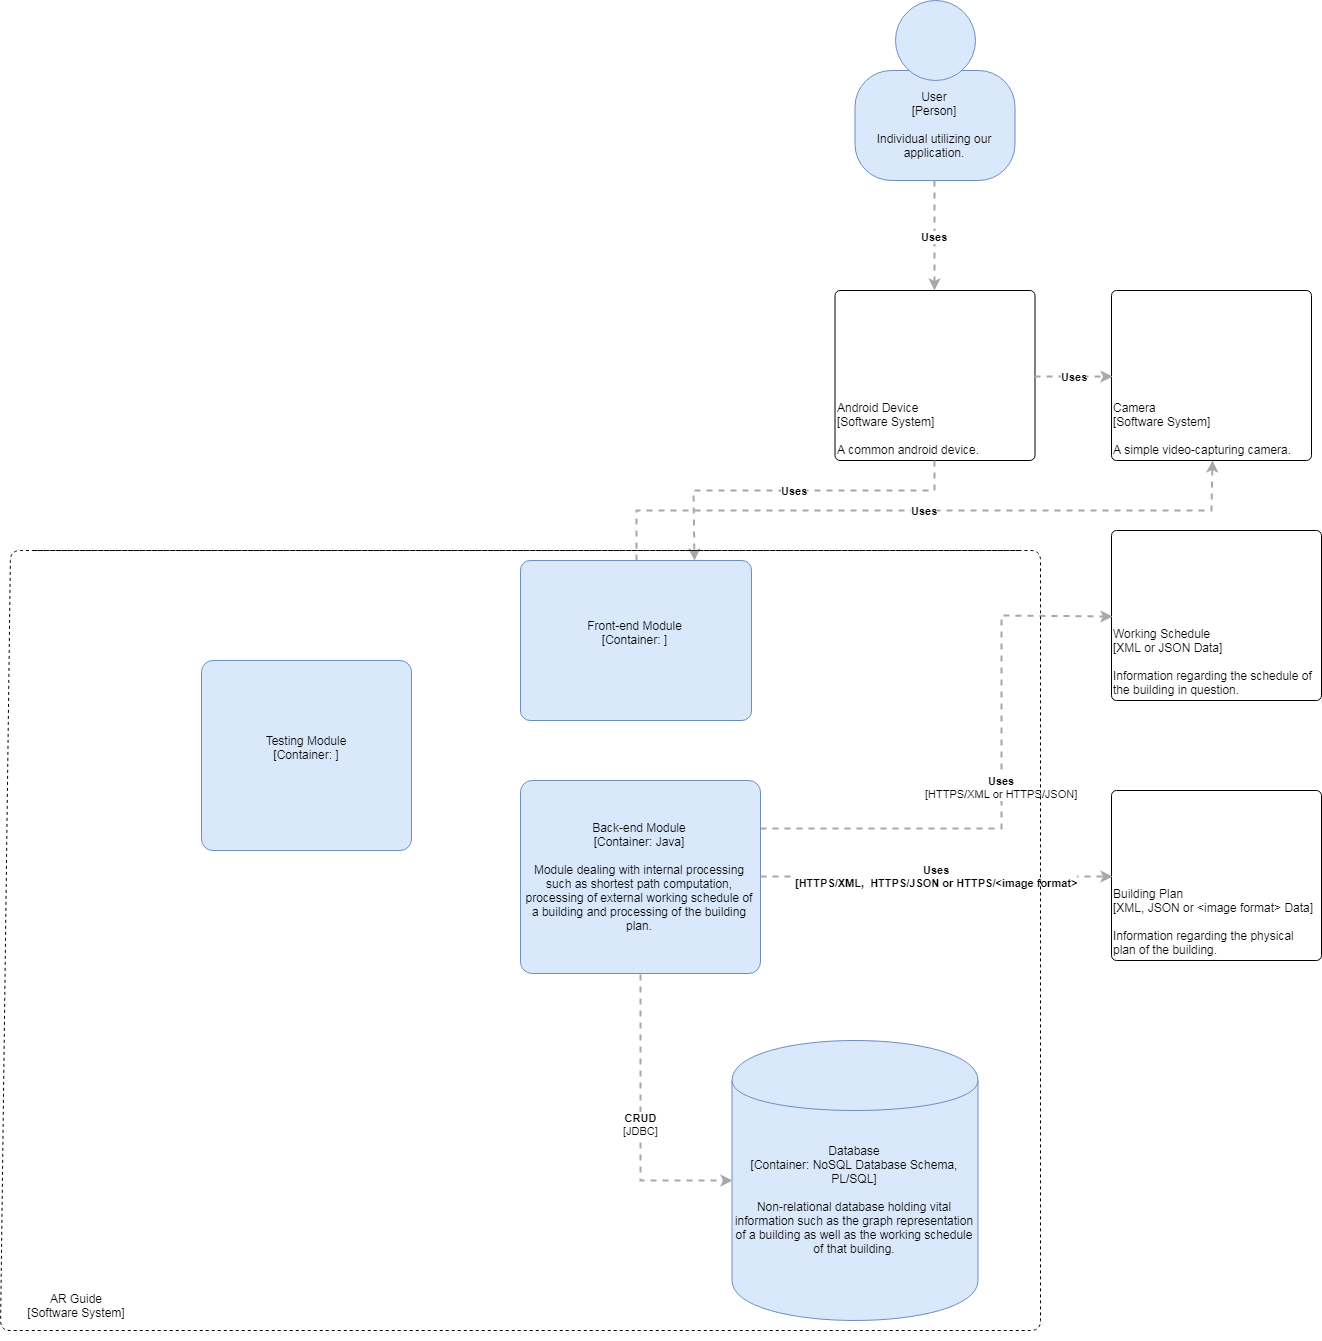 User
[Person]
Individual utilizing our
application.
Uses
Android Device
[Software System]
A common android device.
Uses
Camera
[Software System]
A simple video-capturing camera.
Uses
Uses
Front-end Module
[Container: ]
Working Schedule
[XML or JSON Data]
Information regarding the schedule of
the building in question.
Testing Module
[Container: ]
Uses
[HTTPS/XML or HTTPS/JSON]
Back-end Module
[Container: Java]
Module dealing with internal processing
such as shortest path computation,
processing of external working schedule of
a building and processing of the building
plan.
Uses
[HTTPS/XML,  HTTPS/JSON or HTTPS/<image format>
Building Plan
[XML, JSON or <image format> Data]
Information regarding the physical
plan of the building.
CRUD
[JDBC]
Database
[Container: NoSQL Database Schema,
PL/SQL]
Non-relational database holding vital
information such as the graph representation
of a building as well as the working schedule
of that building.
AR Guide
[Software System]